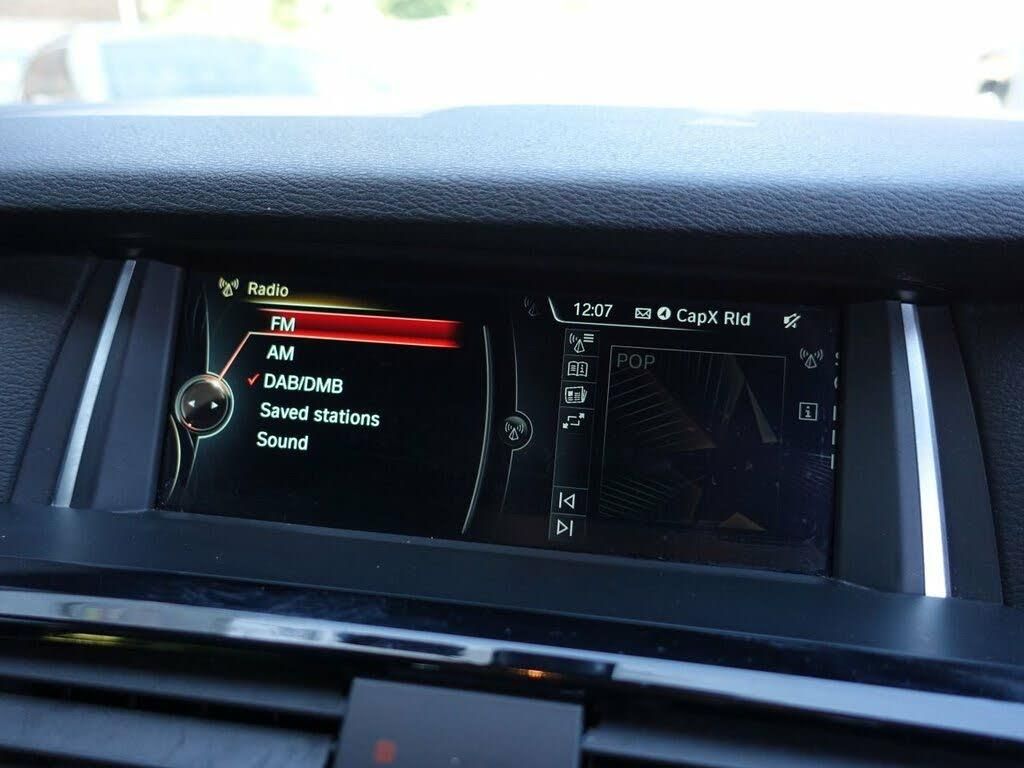 Radio
FM
AM
DAB/DMB
Saved stations
Sound
12:07
CapX Rld
POP
i